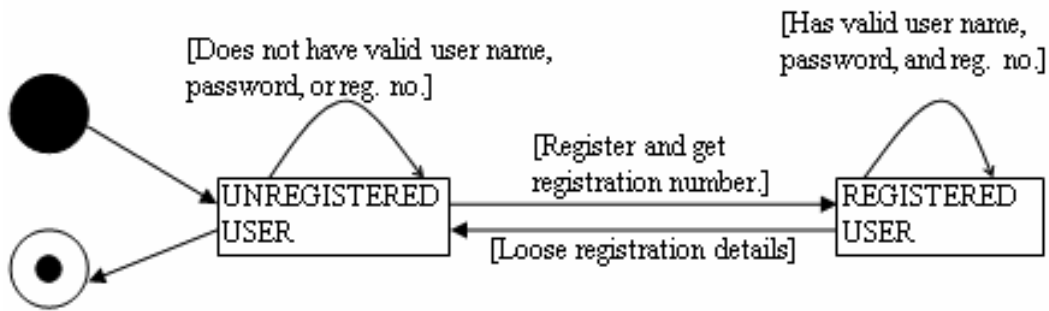 [Does not have valid user name,
password, or reg. no.]
[Has valid user name,
password, and reg. no.]
[Register and get
registration number.]
UNREGISTERED
USER
REGISTERED
USER
[Loose registration details]